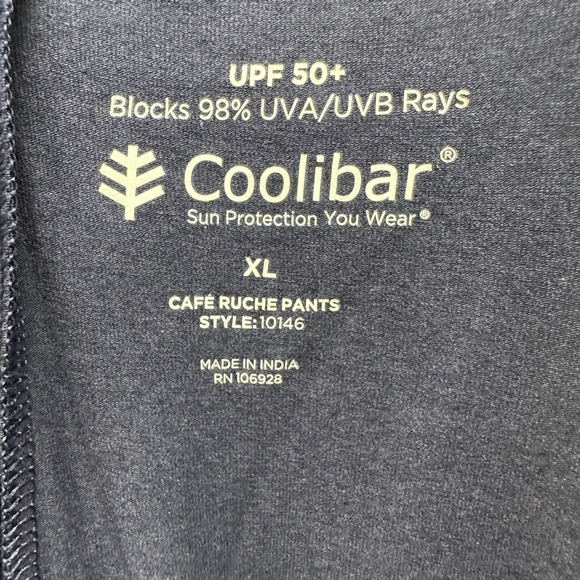 UPF 50+
Blocks 98% UVA/UVB Rays
Coolibar®
Sun Protection You Wear®
XL
CAFÉ RUCHE PANTS
STYLE:10146
MADE IN INDIA
RN 106928